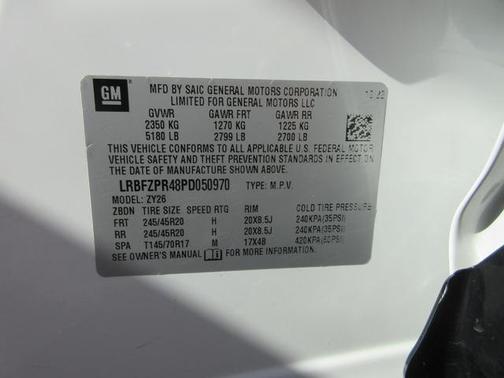 GM
MFD BY SAIC GENERAL MOTORS CORPORATION
LIMITED FOR GENERAL MOTORS LLC
GVWR GAWR FRT GAWR RR
2350 KG 1270 KG 1225 KG
5180 LB 2799 LB 2700 LB
THIS VEHICLE CONFORMS TO ALL APPLICABLE U.S. FEDERAL MOTOR
VEHICLE SAFETY AND THEFT PREVENTION STANDARDS IN EFFECT ON THE
DATE OF MANUFACTURE SHOWN ABOVE.
LRBFZPR48PD050970 TYPE: M.P.V.
MODEL: ZY26
ZBDN TIRE SIZE SPEED RTG RIM COLD TIRE PRESSURE
FRT 245/45R20 H 20X8.5J 240KPA(35PSI)
RR 245/45R20 H 20X8.5J 240KPA(35PSI)
SPA T145/70R17 M 17X4B 420KPA(60PSI)
SEE OWNER'S MANUAL FOR MORE INFORMATION